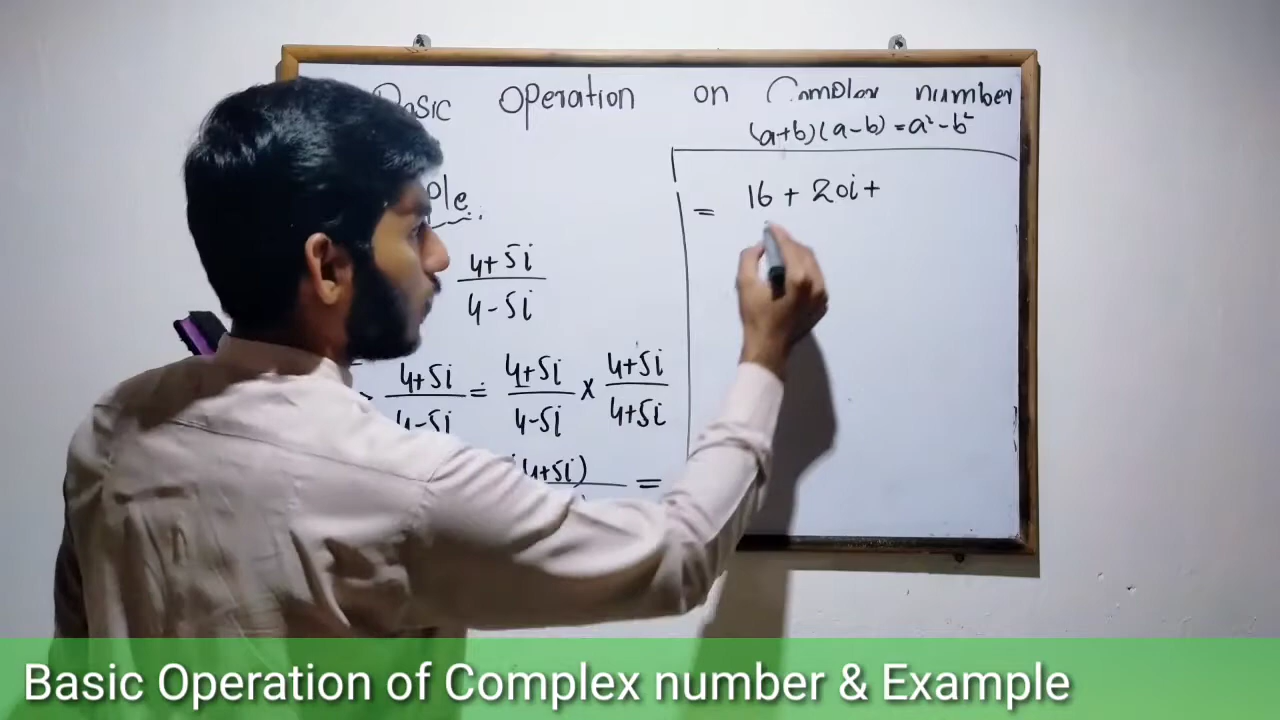 Basic Operation on Complex number
(a+b)(a-b) = a² - b²
= 16 + 20i +
4+5i
4-5i
4+5i = 4+5i × 4+5i
4-5i 4-5i 4+5i
(4+5i) =
Basic Operation of Complex number & Example